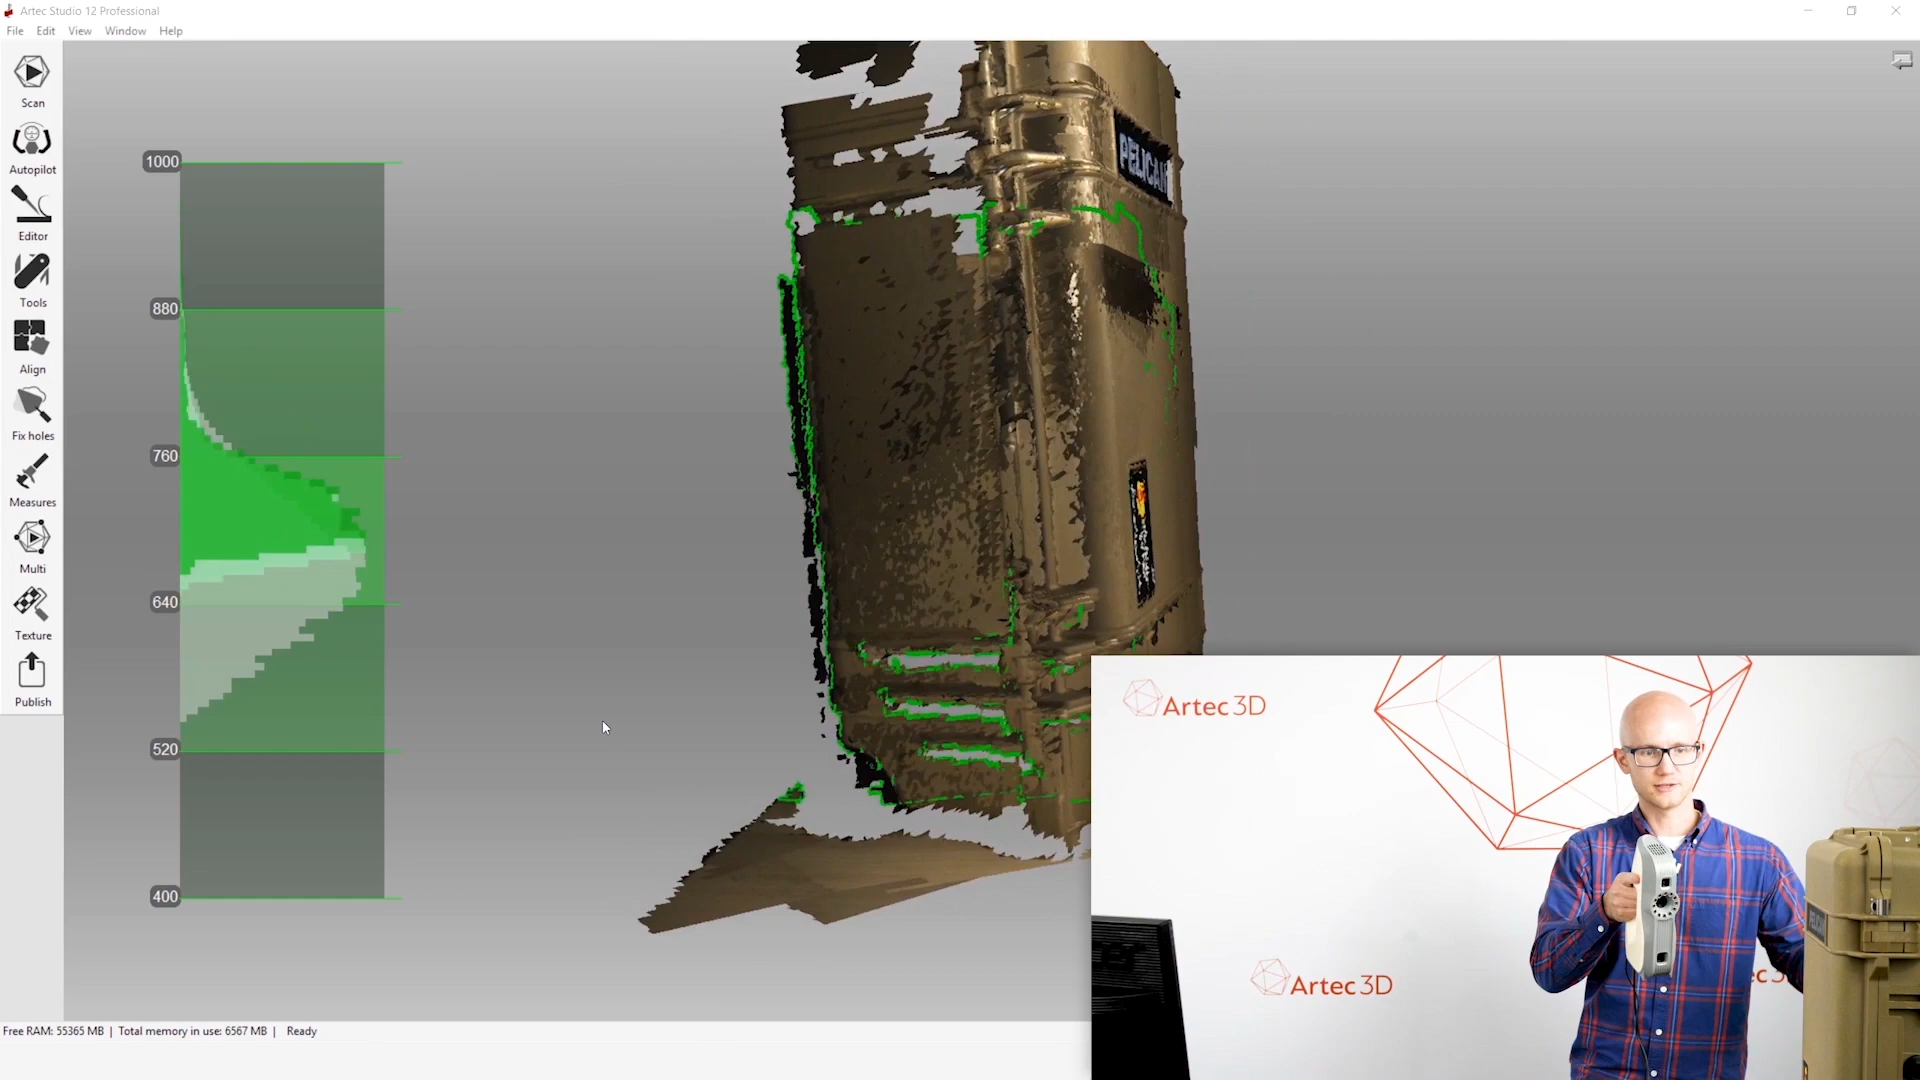 Artec Studio 12 Professional
File Edit View Window Help
Scan
Autopilot
Editor
Tools
Align
Fix holes
Measures
Multi
Texture
Publish
1000
880
760
640
520
400
PELICAN
Artec 3D
Artec 3D
Free RAM: 55365 MB | Total memory in use: 6567 MB | Ready